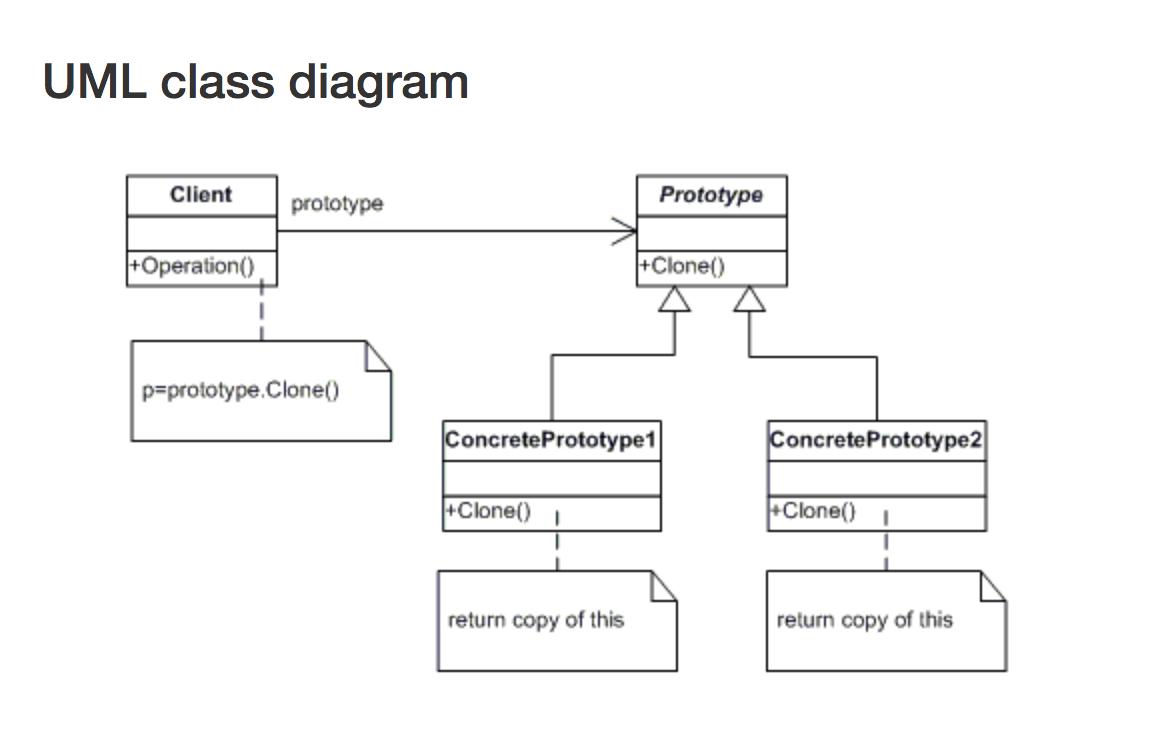 UML class diagram
Client
prototype
Prototype
+Operation()
+Clone()
p=prototype.Clone()
ConcretePrototype1
ConcretePrototype2
+Clone()
+Clone()
return copy of this
return copy of this